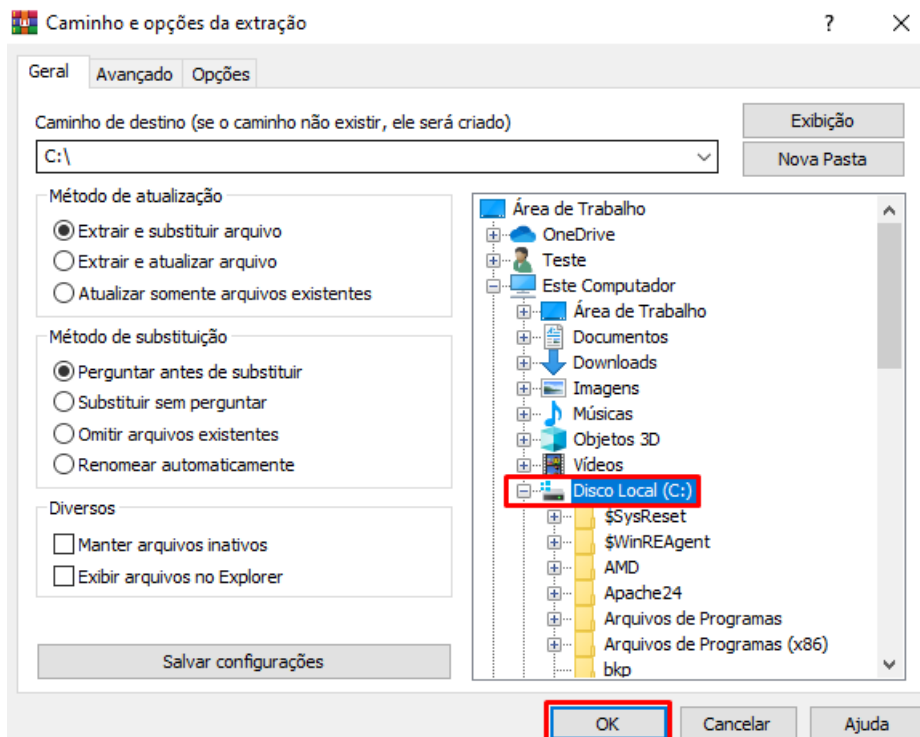 Caminho e opções da extração
?
Geral
Avançado
Opções
Caminho de destino (se o caminho não existir, ele será criado)
C:\
Exibição
Nova Pasta
Método de atualização
Extrair e substituir arquivo
Extrair e atualizar arquivo
Atualizar somente arquivos existentes
Método de substituição
Perguntar antes de substituir
Substituir sem perguntar
Omitir arquivos existentes
Renomear automaticamente
Diversos
Manter arquivos inativos
Exibir arquivos no Explorer
Salvar configurações
Área de Trabalho
OneDrive
Teste
Este Computador
Área de Trabalho
Documentos
Downloads
Imagens
Músicas
Objetos 3D
Vídeos
Disco Local (C:)
$SysReset
$WinREAgent
AMD
Apache24
Arquivos de Programas
Arquivos de Programas (x86)
bkp
OK
Cancelar
Ajuda